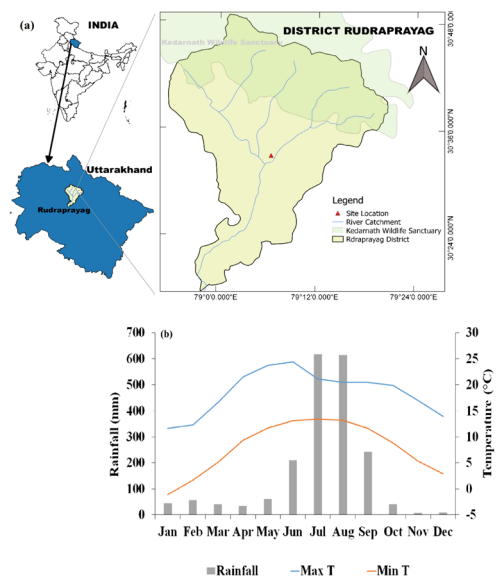 (a)
INDIA
Uttarakhand
Rudraprayag
DISTRICT RUDRAPRAYAG
Kedarnath Wildlife Sanctuary
N
30°48'0.00"N
30°36'0.000"N
30°24'0.000"N
Legend
Site Location
River Catchment
Kedarnath Wildlife Sanctuary
Rdraprayag District
79°0'0.000"E
79°12'0.000"E
79°24'0.000"E
(b)
Rainfall (mm)
700
600
500
400
300
200
100
0
30
25
20
15
10
5
0
-5
Temperature (°C)
Jan Feb Mar Apr May Jun Jul Aug Sep Oct Nov Dec
Rainfall Max T Min T